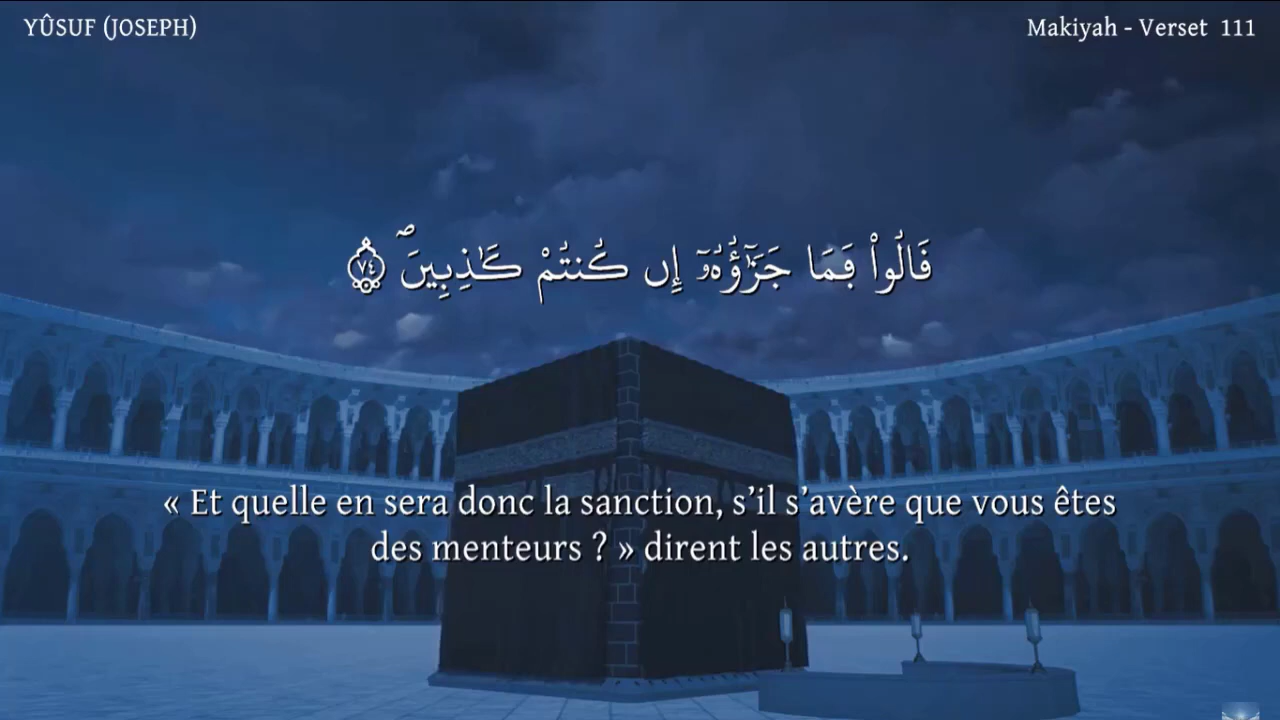 YÛSUF (JOSEPH)
Makiyah - Verset 111
قَالُوا۟ فَمَا جَزَٰٓؤُهُۥٓ إِن كُنتُمْ كَٰذِبِينَ ۖ ٧٤
« Et quelle en sera donc la sanction, s’il s’avère que vous êtes
des menteurs ? » dirent les autres.